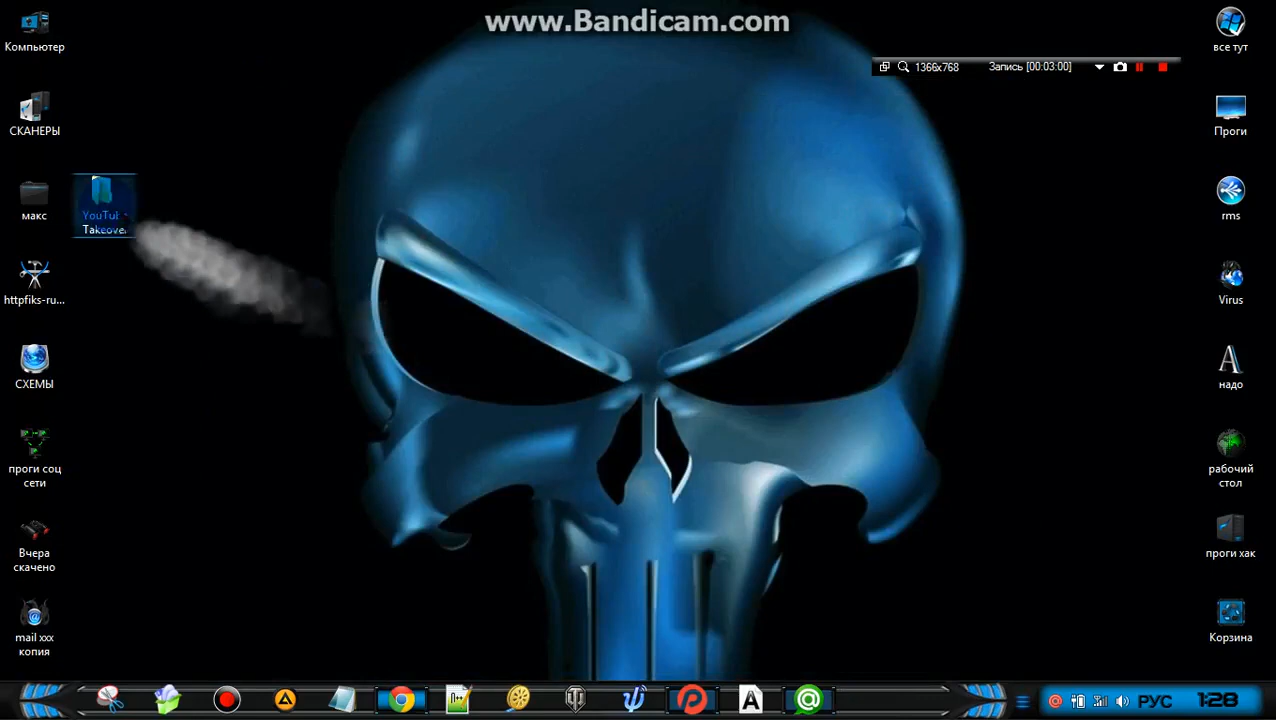 www.Bandicam.com
Компьютер
все тут
1366x768
Запись [00:03:00]
СКАНЕРЫ
Проги
макс
Takeover
rms
httpfiks-ru...
Virus
СХЕМЫ
надо
проги соц
сети
рабочий
стол
Вчера
скачено
проги хак
mail xxx
копия
Корзина
РУС
1:28